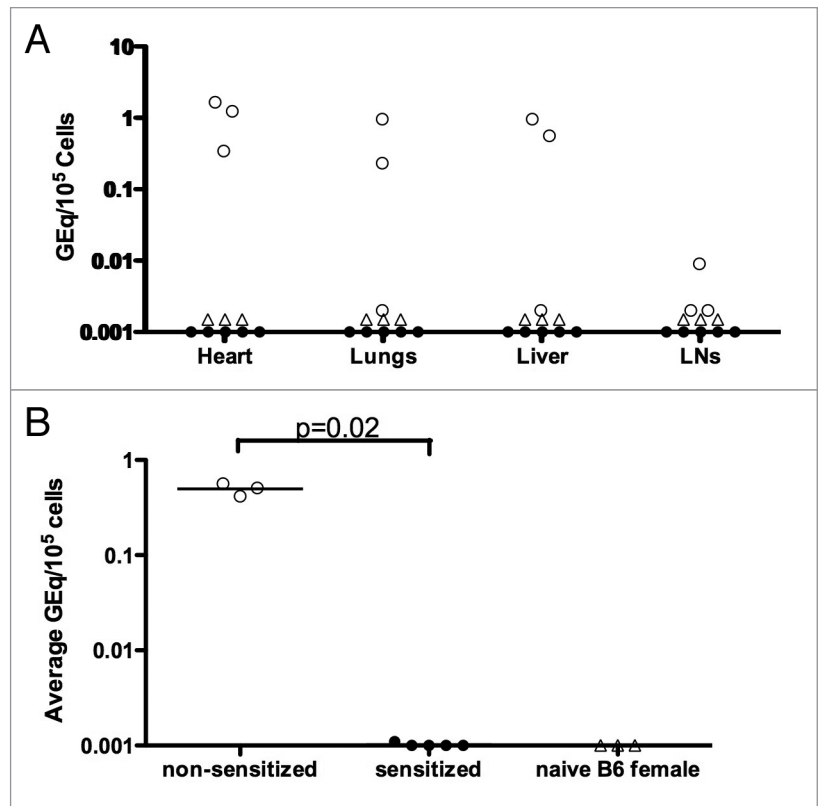 A
10
1
0.1
0.01
0.001
GEq/10⁵ Cells
Heart Lungs Liver LNs
B
p=0.02
1
0.1
0.01
0.001
Average GEq/10⁵ cells
non-sensitized sensitized naive B6 female